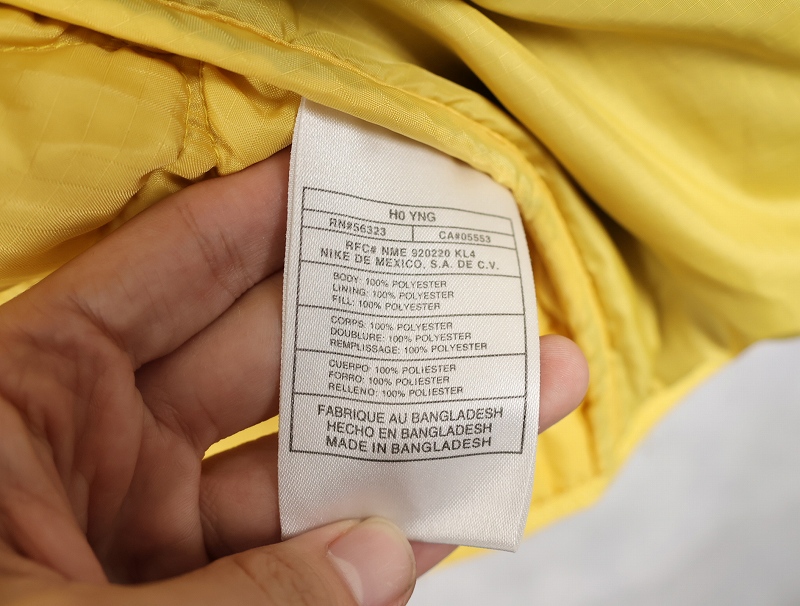 H0 YNG
RN#56323 CA#05553
RFC# NME 920220 KL4
NIKE DE MEXICO, S.A. DE C.V.
BODY: 100% POLYESTER
LINING: 100% POLYESTER
FILL: 100% POLYESTER
CORPS: 100% POLYESTER
DOUBLURE: 100% POLYESTER
REMPLISSAGE: 100% POLYESTER
CUERPO: 100% POLIESTER
FORRO: 100% POLIESTER
RELLENO: 100% POLIESTER
FABRIQUE AU BANGLADESH
HECHO EN BANGLADESH
MADE IN BANGLADESH